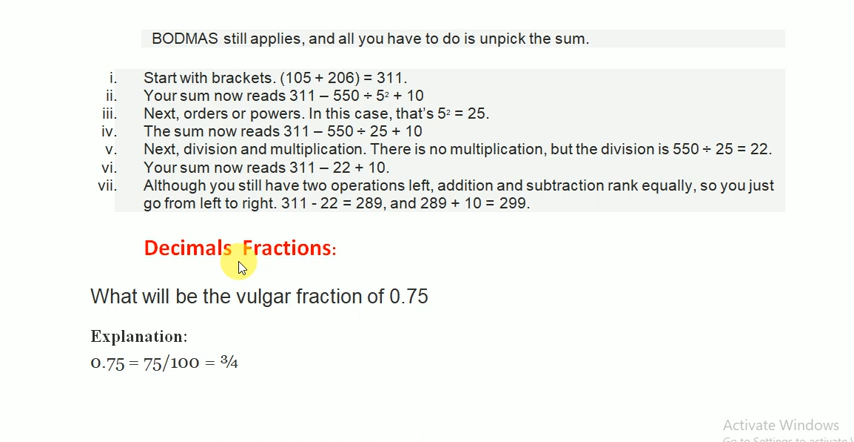 BODMAS still applies, and all you have to do is unpick the sum.
i. Start with brackets. (105 + 206) = 311.
ii. Your sum now reads 311 – 550 ÷ 5² + 10
iii. Next, orders or powers. In this case, that's 5² = 25.
iv. The sum now reads 311 – 550 ÷ 25 + 10
v. Next, division and multiplication. There is no multiplication, but the division is 550 ÷ 25 = 22.
vi. Your sum now reads 311 – 22 + 10.
vii. Although you still have two operations left, addition and subtraction rank equally, so you just
go from left to right. 311 - 22 = 289, and 289 + 10 = 299.
Decimals Fractions:
What will be the vulgar fraction of 0.75
Explanation:
0.75 = 75/100 = ¾
Activate Windows
Go to Settings to activate